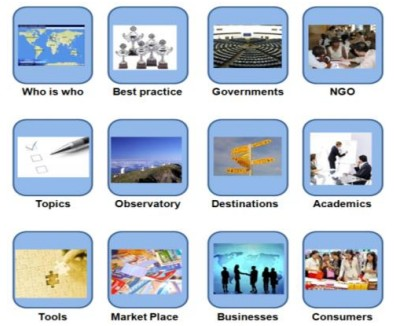 Who is who Best practice Governments NGO
Topics Observatory Destinations Academics
Tools Market Place Businesses Consumers